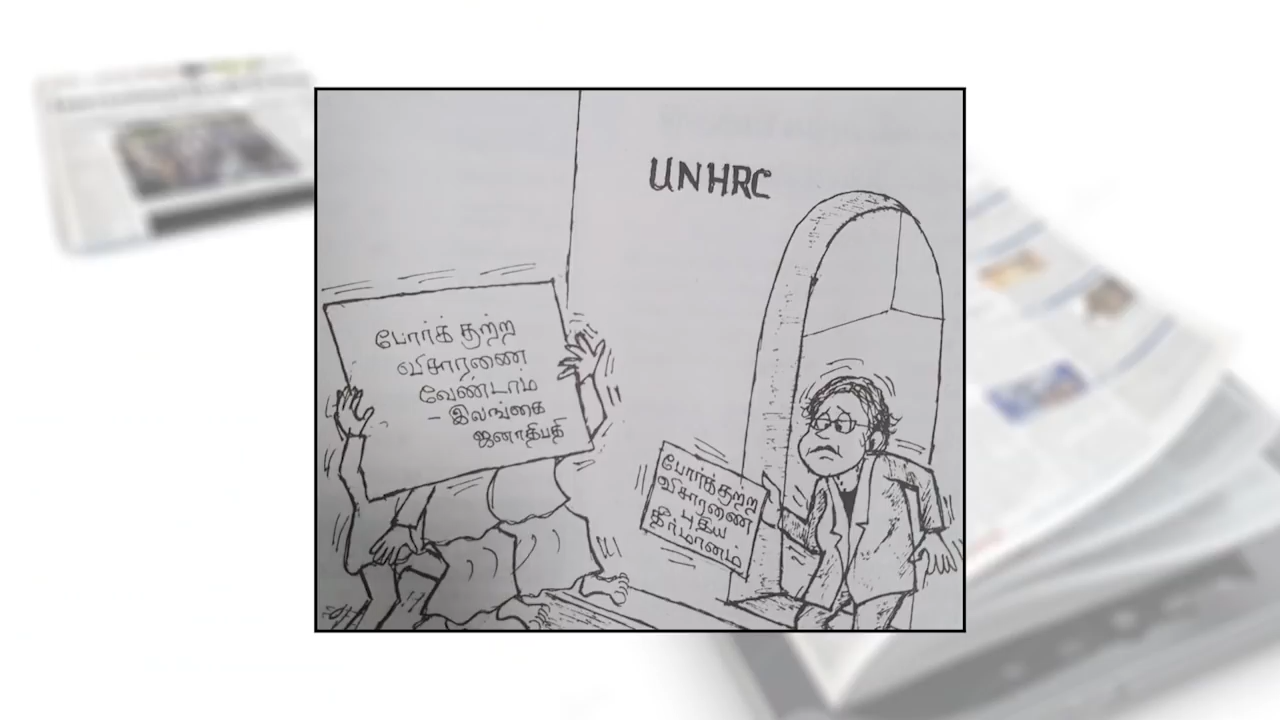 UNHRC
போர்க் குற்ற
விசாரணை
வேண்டாம்
- இலங்கை
ஜனாதிபதி
போர்க்குற்ற
விசாரணை
புதிய
தீர்மானம்